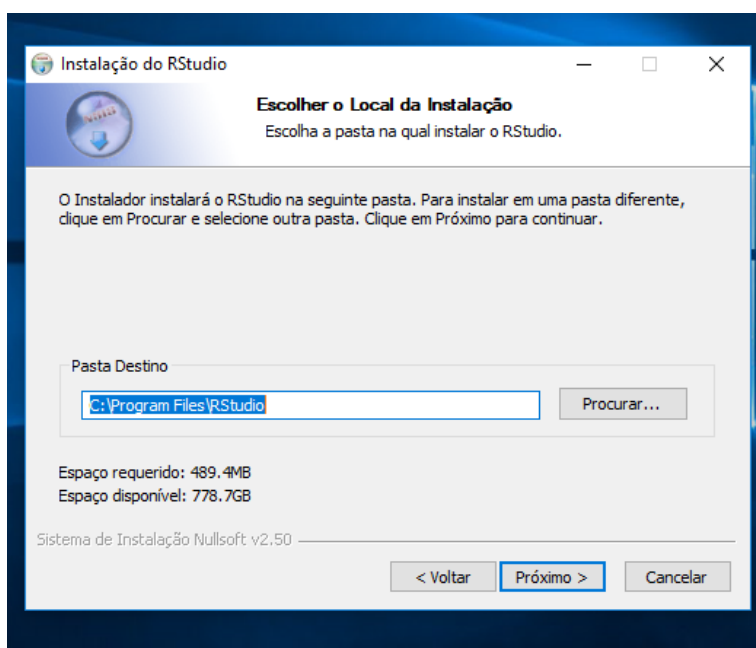 Instalação do RStudio
Escolher o Local da Instalação
Escolha a pasta na qual instalar o RStudio.
O Instalador instalará o RStudio na seguinte pasta. Para instalar em uma pasta diferente,
clique em Procurar e selecione outra pasta. Clique em Próximo para continuar.
Pasta Destino
C:\Program Files\RStudio
Procurar...
Espaço requerido: 489.4MB
Espaço disponível: 778.7GB
Sistema de Instalação Nullsoft v2.50
< Voltar
Próximo >
Cancelar